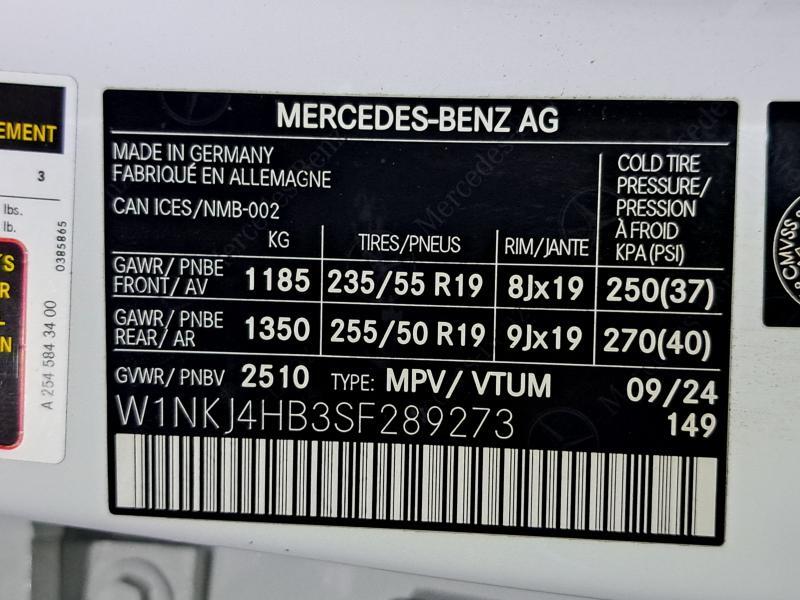 EMENT
3
lbs.
lb.
TS
R
N
A 254 584 34 00
0385865
MERCEDES-BENZ AG
MADE IN GERMANY
FABRIQUÉ EN ALLEMAGNE
CAN ICES/NMB-002
COLD TIRE
PRESSURE/
PRESSION
À FROID
KPA (PSI)
KG TIRES/PNEUS RIM/JANTE
GAWR/ PNBE
FRONT/ AV 1185 235/55 R19 8Jx19 250(37)
GAWR/ PNBE
REAR/ AR 1350 255/50 R19 9Jx19 270(40)
GVWR/ PNBV 2510 TYPE: MPV/ VTUM 09/24
W1NKJ4HB3SF289273 149
CMVSS